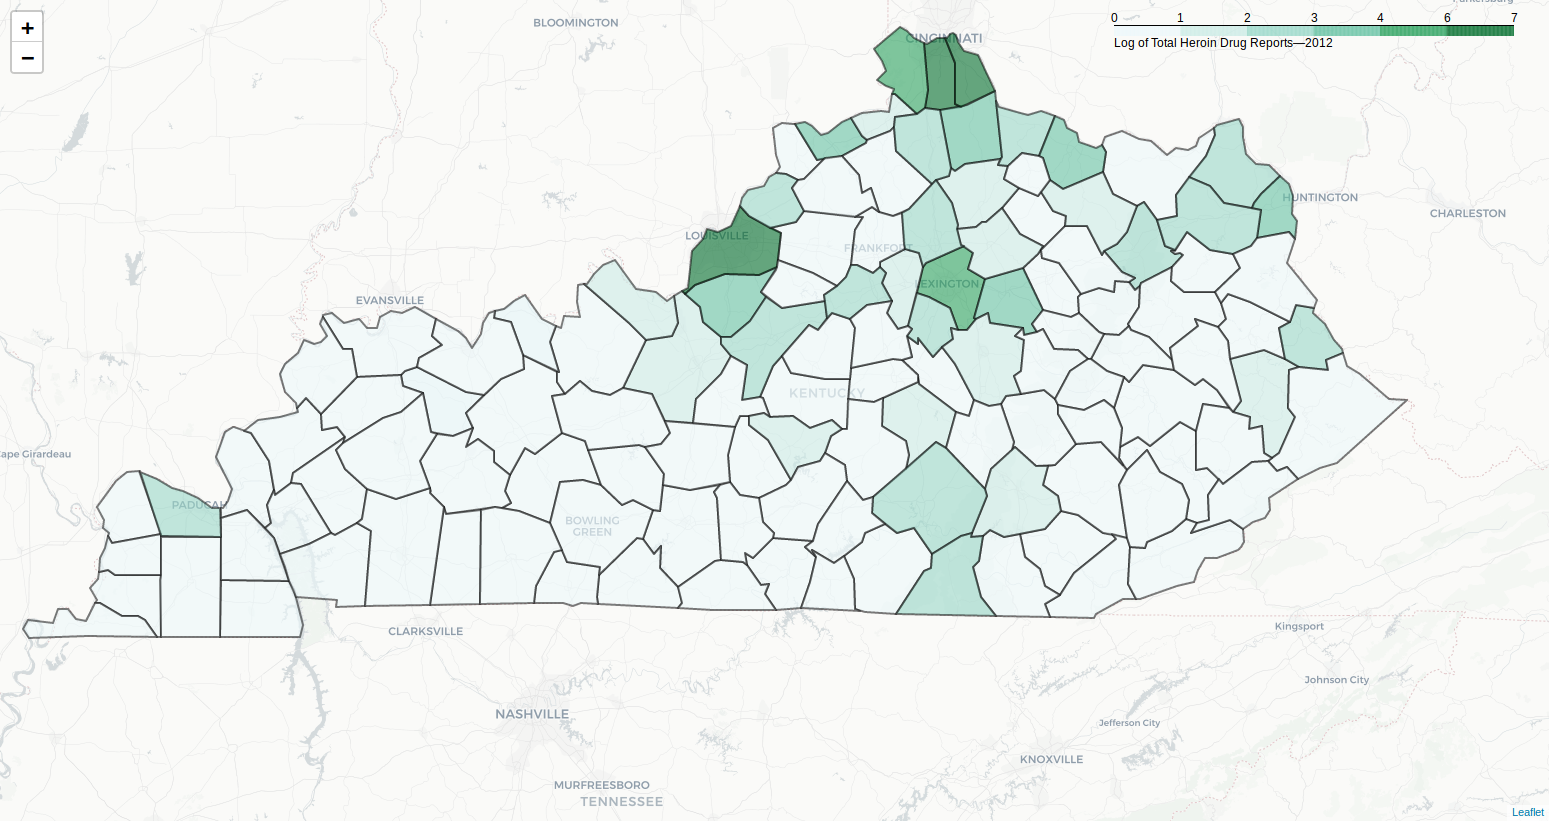 +
−
Parkersburg
BLOOMINGTON
CINCINNATI
0 1 2 3 4 6 7
Log of Total Heroin Drug Reports—2012
HUNTINGTON
CHARLESTON
LOUISVILLE
FRANKFORT
LEXINGTON
EVANSVILLE
KENTUCKY
Cape Girardeau
PADUCAH
BOWLING
GREEN
CLARKSVILLE
Kingsport
Johnson City
NASHVILLE
Jefferson City
KNOXVILLE
MURFREESBORO
TENNESSEE
Leaflet